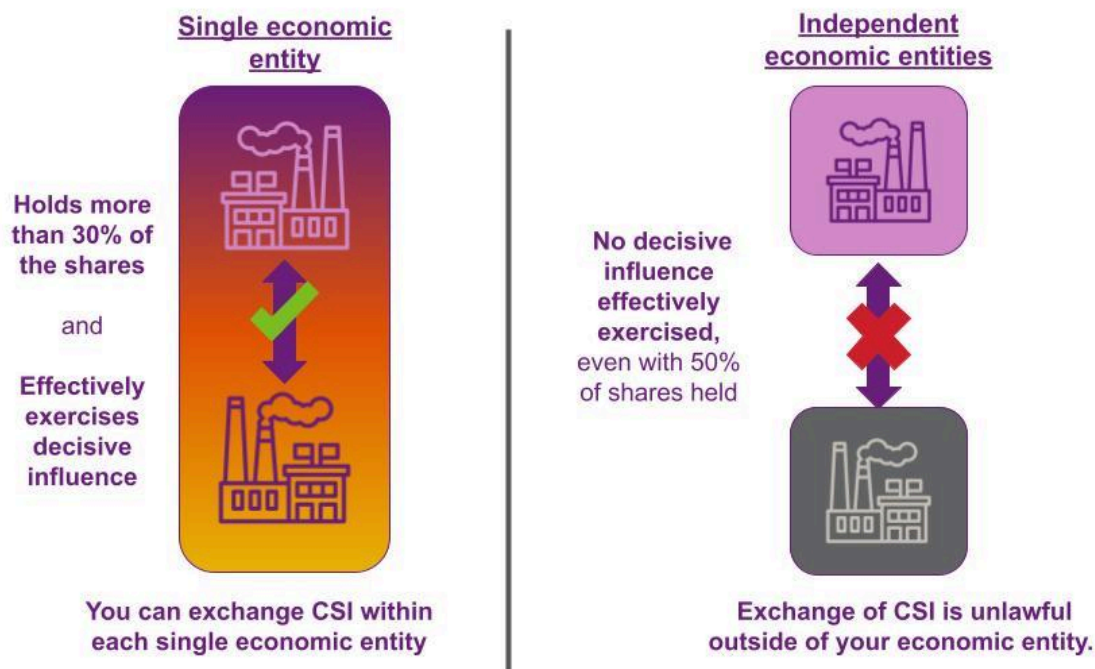 Single economic
entity
Holds more
than 30% of
the shares
and
Effectively
exercises
decisive
influence
You can exchange CSI within
each single economic entity
Independent
economic entities
No decisive
influence
effectively
exercised,
even with 50%
of shares held
Exchange of CSI is unlawful
outside of your economic entity.